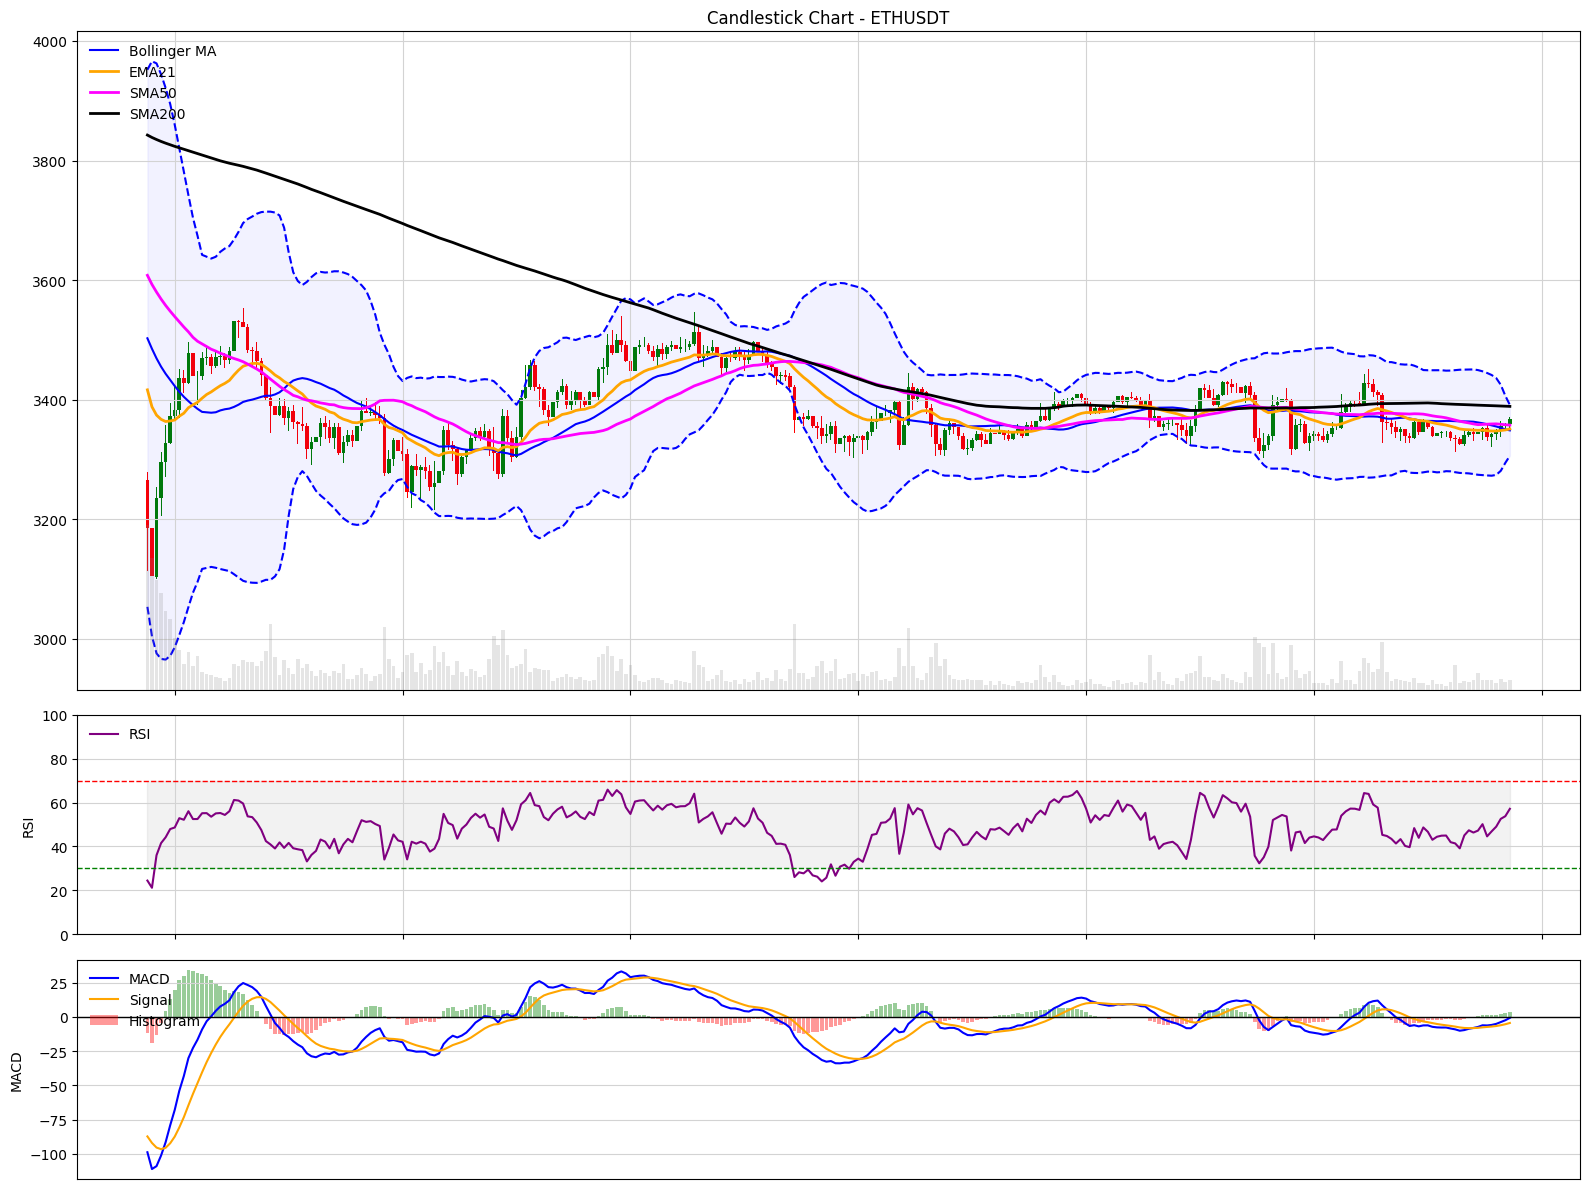 Candlestick Chart - ETHUSDT
4000
3800
3600
3400
3200
3000
Bollinger MA
EMA21
SMA50
SMA200
100
80
60
40
20
0
RSI
RSI
25
0
−25
−50
−75
−100
MACD
MACD
Signal
Histogram